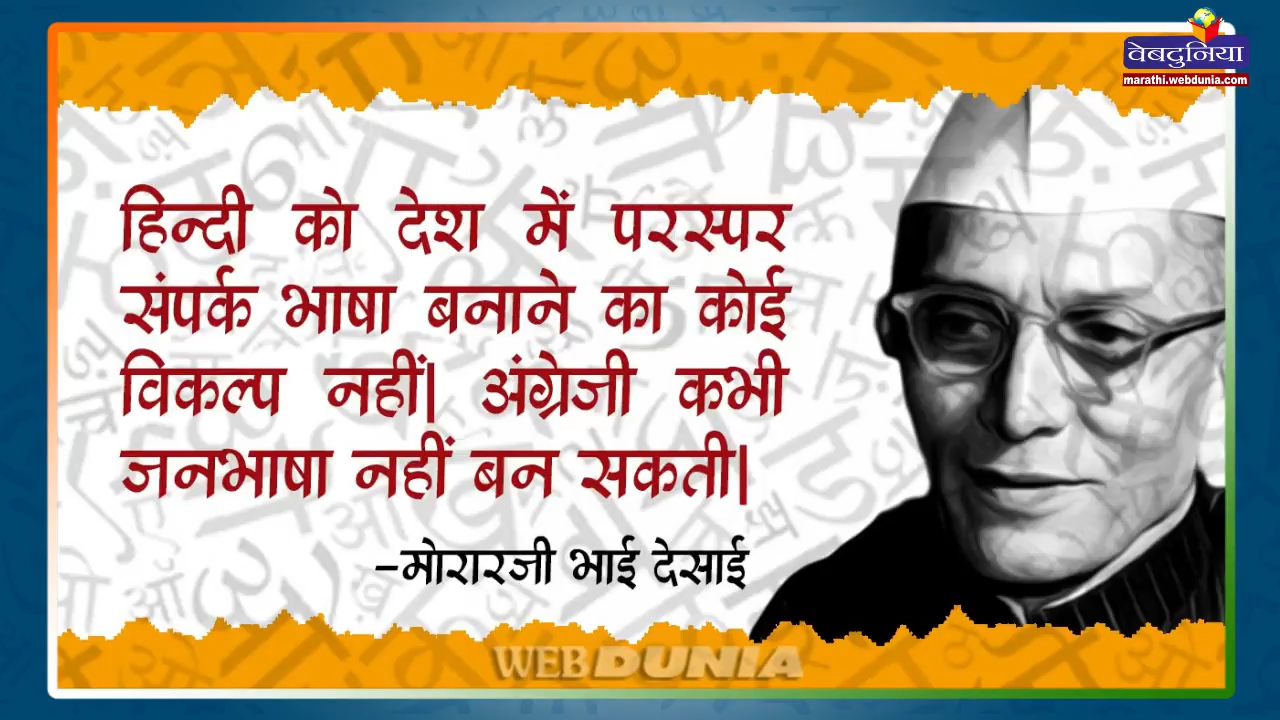 वेबदुनिया
marathi.webdunia.com
हिन्दी को देश में परस्पर
संपर्क भाषा बनाने का कोई
विकल्प नहीं| अंग्रेजी कभी
जनभाषा नहीं बन सकती|
-मोरारजी भाई देसाई
WEBDUNIA